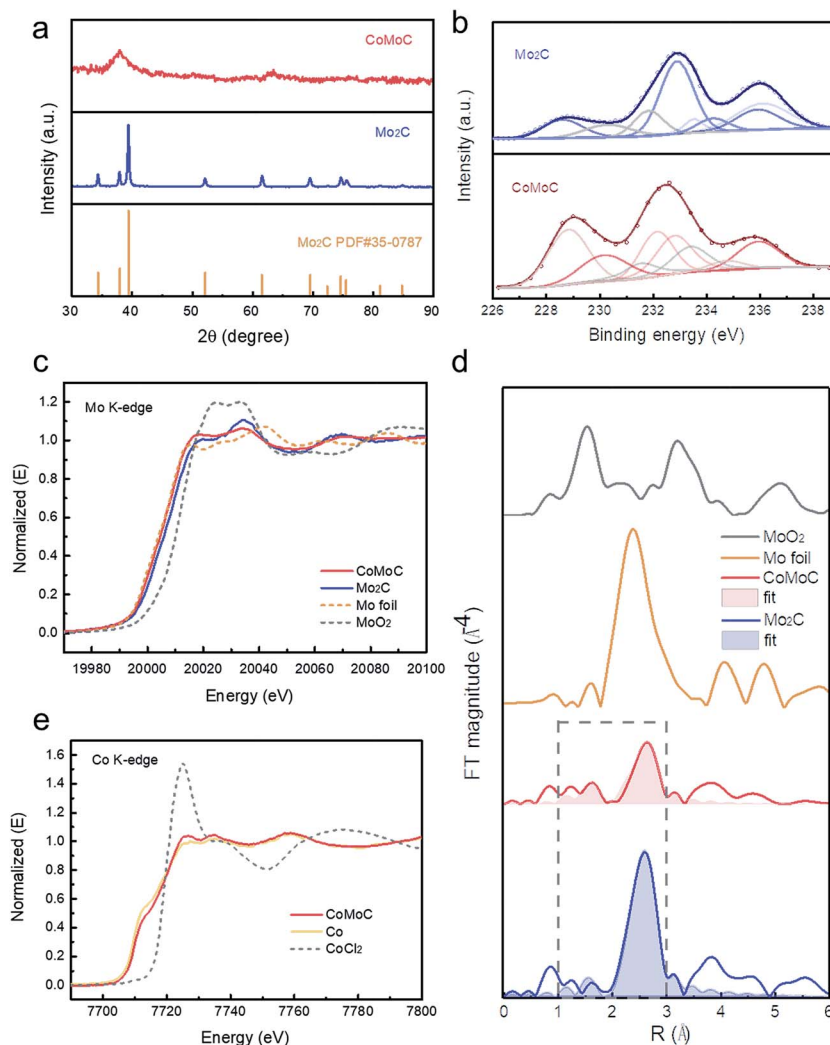 a
CoMoC
Mo₂C
Mo₂C PDF#35-0787
Intensity (a.u.)
30 40 50 60 70 80 90
2θ (degree)
b
Mo₂C
CoMoC
Intensity (a.u.)
226 228 230 232 234 236 238
Binding energy (eV)
c
Mo K-edge
1.2
1.0
0.8
0.6
0.4
0.2
0.0
Normalized (E)
CoMoC
Mo₂C
Mo foil
MoO₂
19980 20000 20020 20040 20060 20080 20100
Energy (eV)
d
MoO₂
Mo foil
CoMoC
fit
Mo₂C
fit
FT magnitude (Å⁻⁴)
0 1 2 3 4 5 6
R (Å)
e
Co K-edge
1.6
1.4
1.2
1.0
0.8
0.6
0.4
0.2
0.0
Normalized (E)
CoMoC
Co
CoCl₂
7700 7720 7740 7760 7780 7800
Energy (eV)